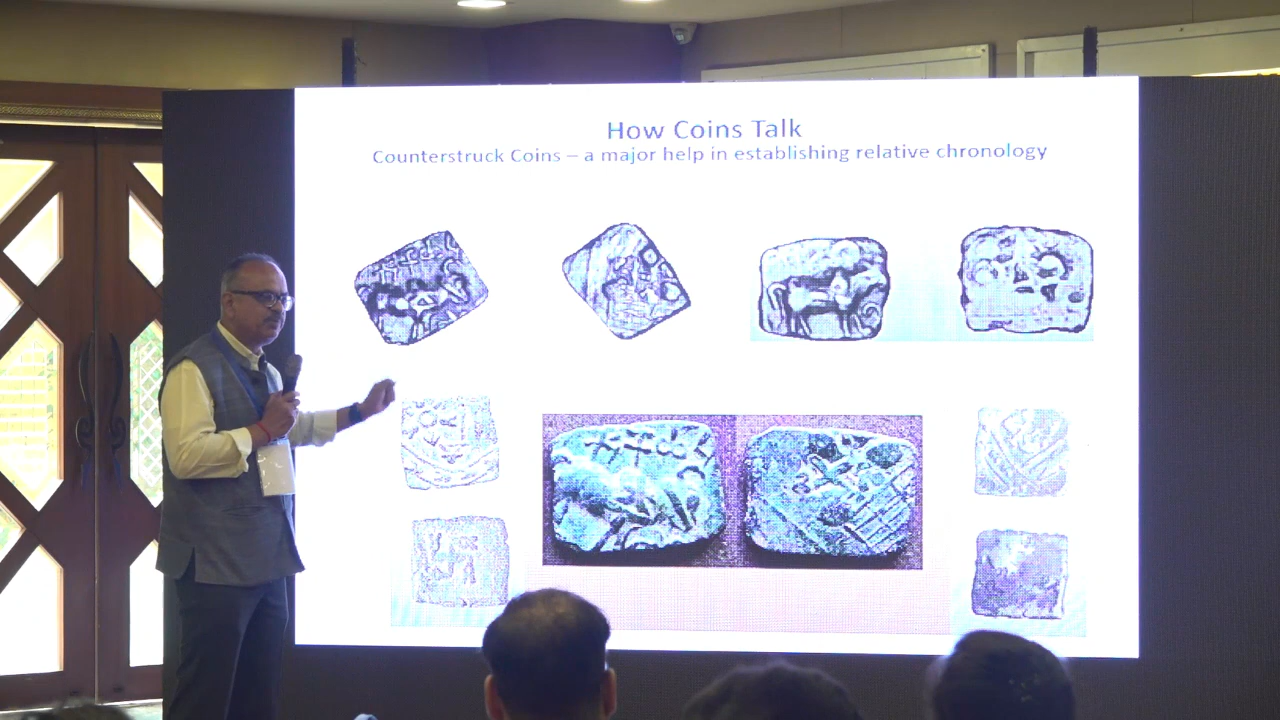 How Coins Talk
Counterstruck Coins – a major help in establishing relative chronology